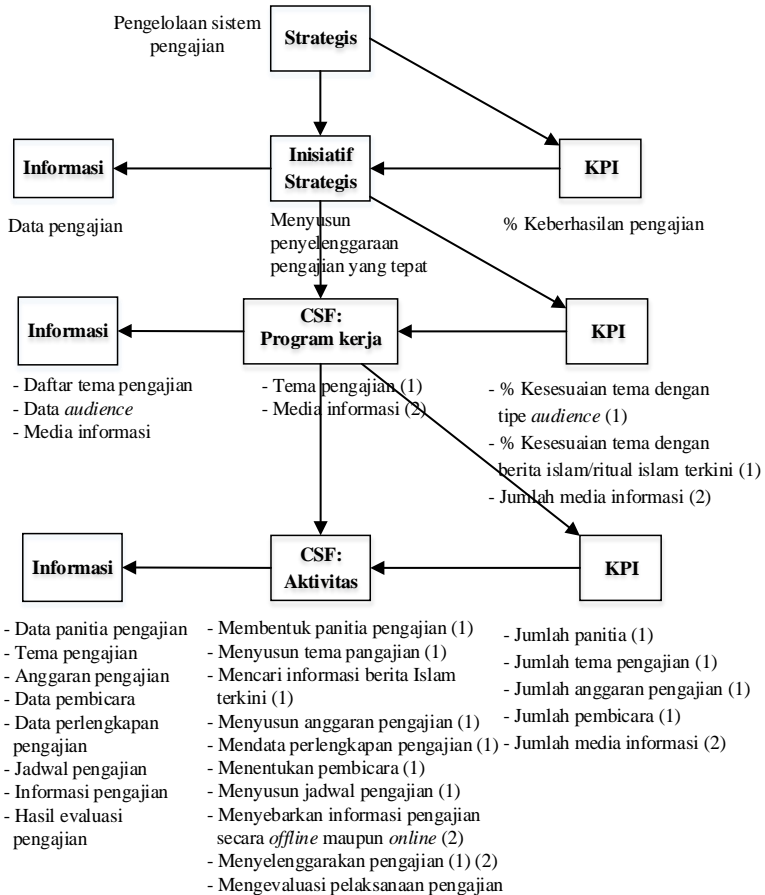 Pengelolaan sistem
pengajian
Strategis
Informasi
Inisiatif
Strategis
KPI
Data pengajian
Menyusun
penyelenggaraan
pengajian yang tepat
% Keberhasilan pengajian
Informasi
CSF:
Program kerja
KPI
- Daftar tema pengajian
- Data audience
- Media informasi
- Tema pengajian (1)
- Media informasi (2)
- % Kesesuaian tema dengan
tipe audience (1)
- % Kesesuaian tema dengan
berita islam/ritual islam terkini (1)
- Jumlah media informasi (2)
Informasi
CSF:
Aktivitas
KPI
- Data panitia pengajian
- Tema pengajian
- Anggaran pengajian
- Data pembicara
- Data perlengkapan
pengajian
- Jadwal pengajian
- Informasi pengajian
- Hasil evaluasi
pengajian
- Membentuk panitia pengajian (1)
- Menyusun tema pangajian (1)
- Mencari informasi berita Islam
terkini (1)
- Menyusun anggaran pengajian (1)
- Mendata perlengkapan pengajian (1)
- Menentukan pembicara (1)
- Menyusun jadwal pengajian (1)
- Menyebarkan informasi pengajian
secara offline maupun online (2)
- Menyelenggarakan pengajian (1) (2)
- Mengevaluasi pelaksanaan pengajian
- Jumlah panitia (1)
- Jumlah tema pengajian (1)
- Jumlah anggaran pengajian (1)
- Jumlah pembicara (1)
- Jumlah media informasi (2)